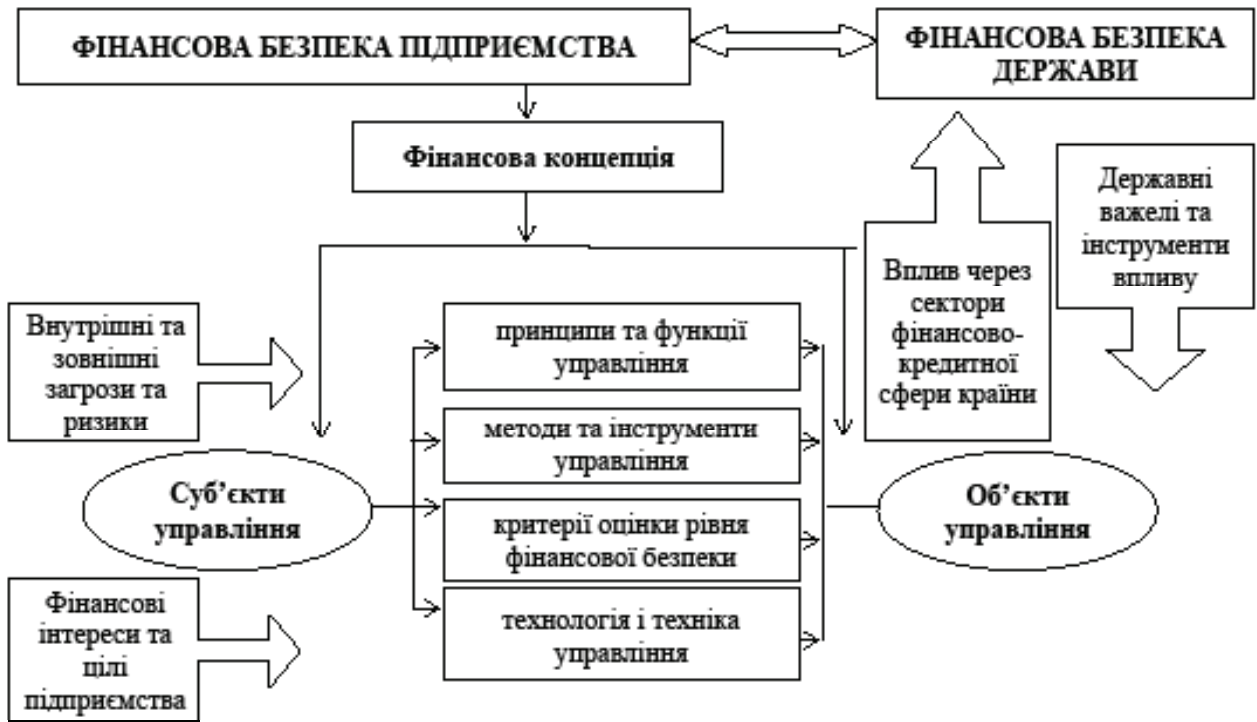 ФІНАНСОВА БЕЗПЕКА ПІДПРИЄМСТВА
ФІНАНСОВА БЕЗПЕКА
ДЕРЖАВИ
Фінансова концепція
Державні
важелі та
інструменти
впливу
Вплив через
сектори
фінансово-
кредитної
сфери країни
Внутрішні та
зовнішні
загрози та
ризики
принципи та функції
управління
методи та інструменти
управління
Суб’єкти
управління
критерії оцінки рівня
фінансової безпеки
Об’єкти
управління
Фінансові
інтереси та
цілі
підприємства
технологія і техніка
управління